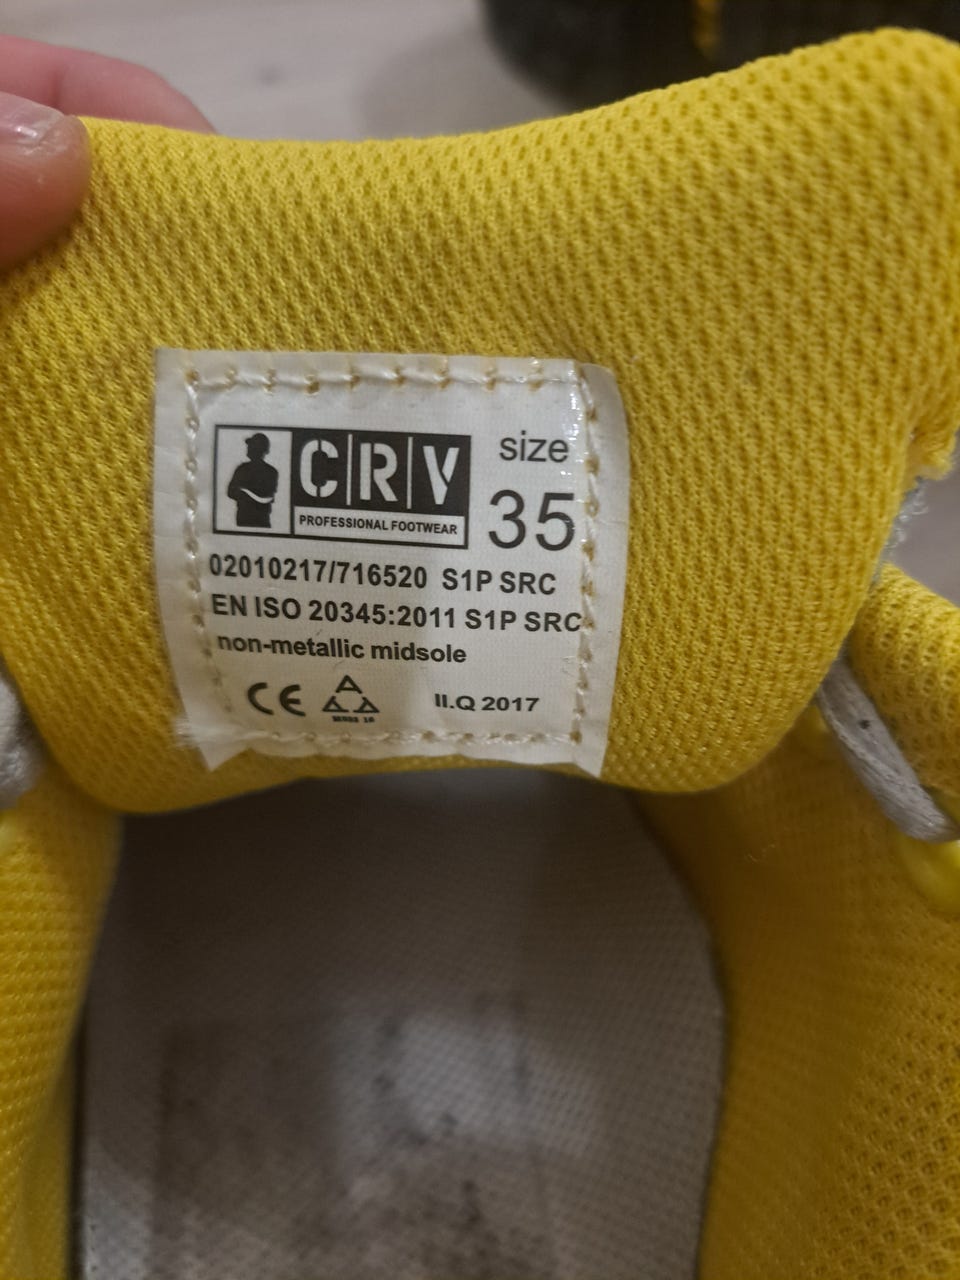 CRV
PROFESSIONAL FOOTWEAR
size
35
02010217/716520 S1P SRC
EN ISO 20345:2011 S1P SRC
non-metallic midsole
CE
II.Q 2017